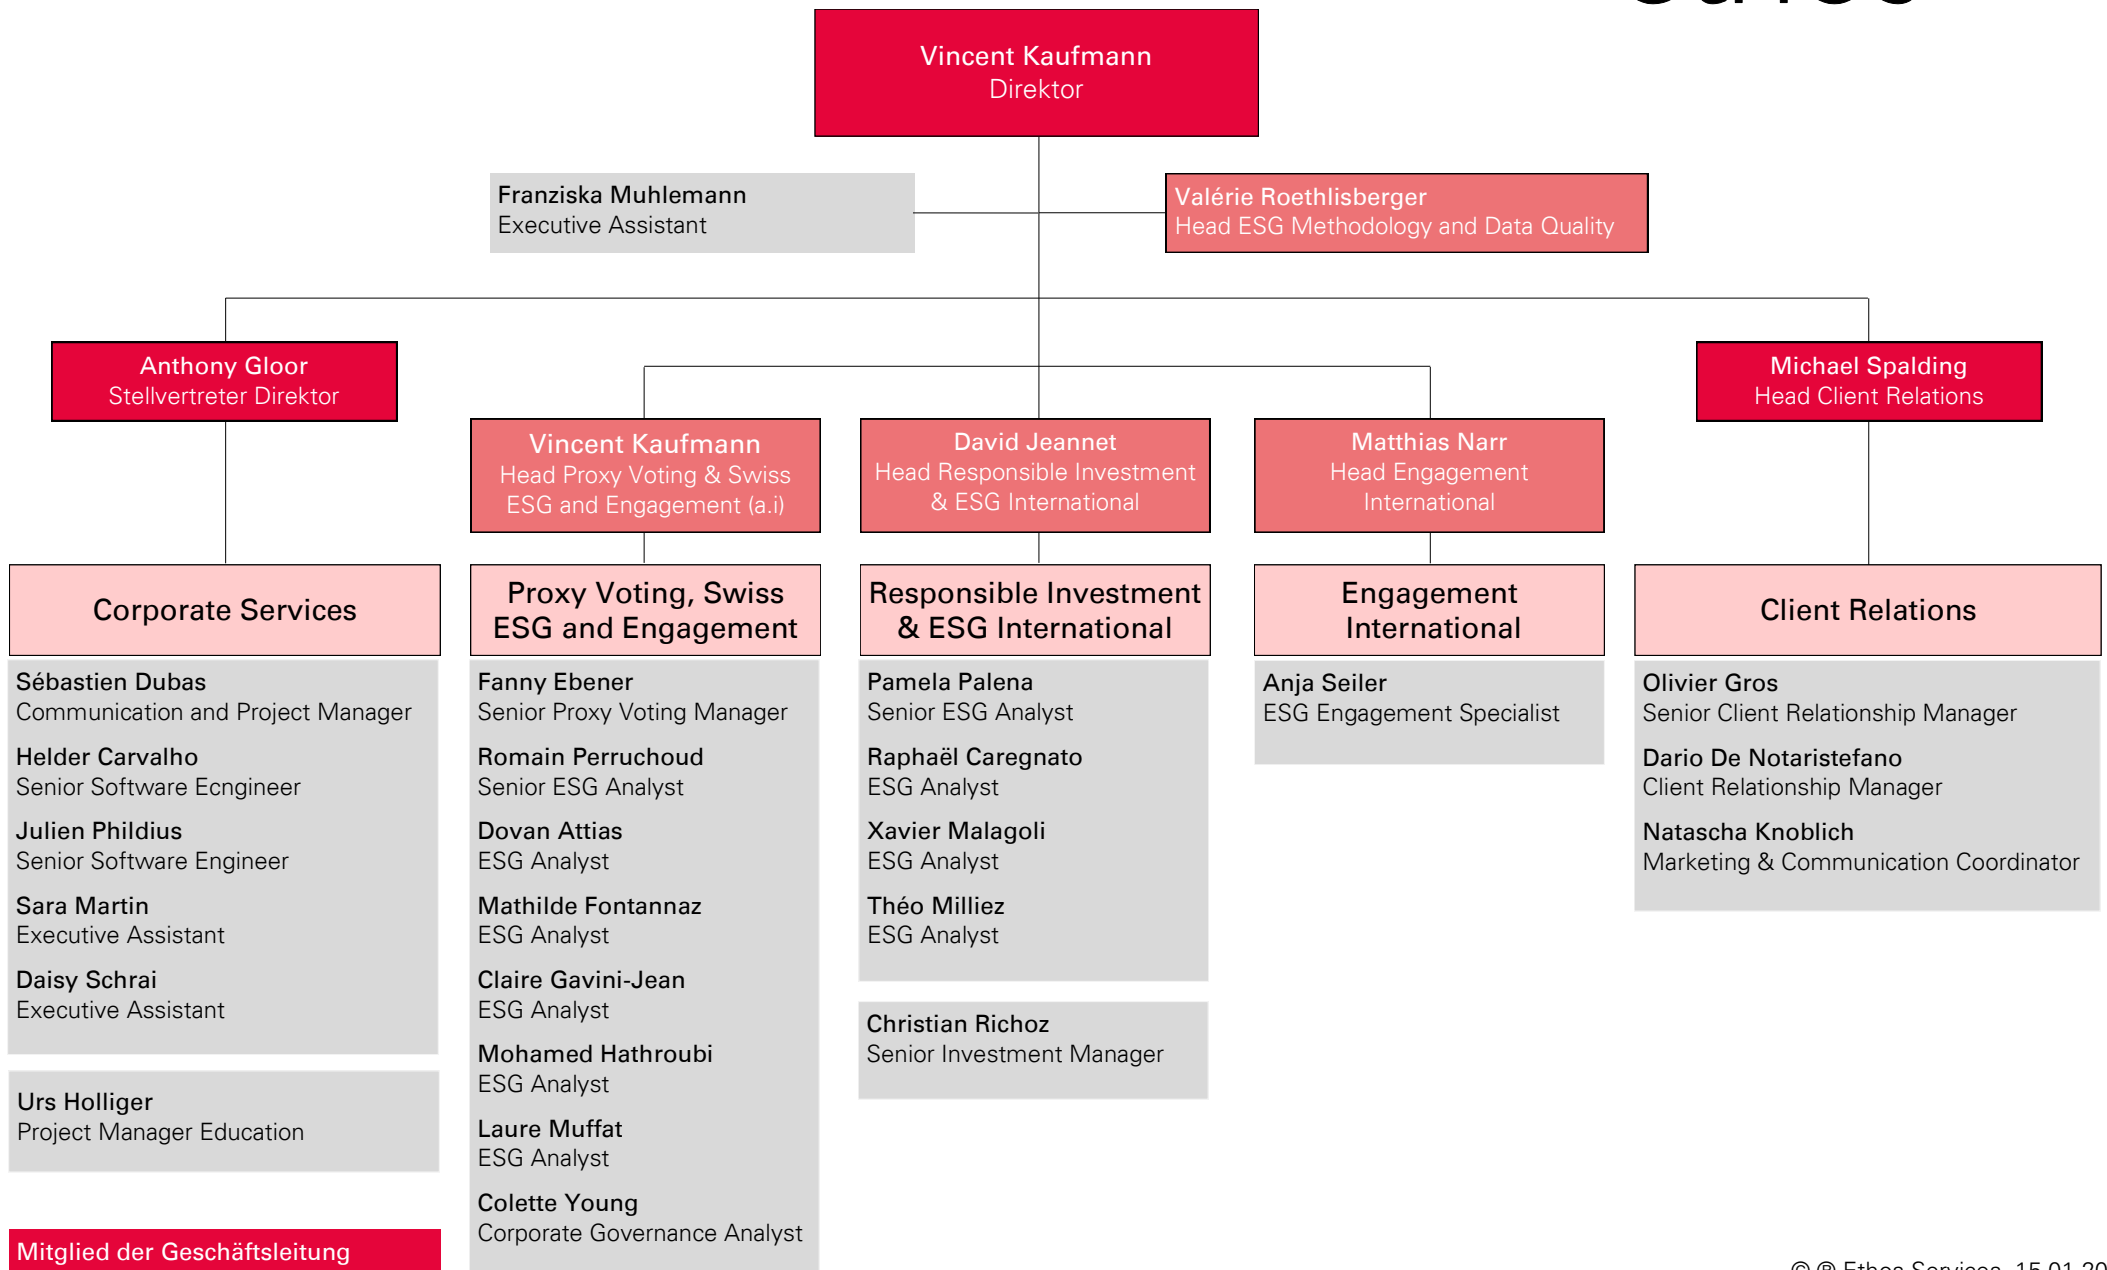 Vincent Kaufmann
Direktor
Franziska Muhlemann
Executive Assistant
Valérie Roethlisberger
Head ESG Methodology and Data Quality
Anthony Gloor
Stellvertreter Direktor
Michael Spalding
Head Client Relations
Vincent Kaufmann
Head Proxy Voting & Swiss
ESG and Engagement (a.i)
David Jeannet
Head Responsible Investment
& ESG International
Matthias Narr
Head Engagement
International
Corporate Services
Sébastien Dubas
Communication and Project Manager
Helder Carvalho
Senior Software Ecngineer
Julien Phildius
Senior Software Engineer
Sara Martin
Executive Assistant
Daisy Schrai
Executive Assistant
Urs Holliger
Project Manager Education
Proxy Voting, Swiss
ESG and Engagement
Fanny Ebener
Senior Proxy Voting Manager
Romain Perruchoud
Senior ESG Analyst
Dovan Attias
ESG Analyst
Mathilde Fontannaz
ESG Analyst
Claire Gavini-Jean
ESG Analyst
Mohamed Hathroubi
ESG Analyst
Laure Muffat
ESG Analyst
Colette Young
Corporate Governance Analyst
Responsible Investment
& ESG International
Pamela Palena
Senior ESG Analyst
Raphaël Caregnato
ESG Analyst
Xavier Malagoli
ESG Analyst
Théo Milliez
ESG Analyst
Christian Richoz
Senior Investment Manager
Engagement
International
Anja Seiler
ESG Engagement Specialist
Client Relations
Olivier Gros
Senior Client Relationship Manager
Dario De Notaristefano
Client Relationship Manager
Natascha Knoblich
Marketing & Communication Coordinator
Mitglied der Geschäftsleitung
Ethos Services, 15.01.20